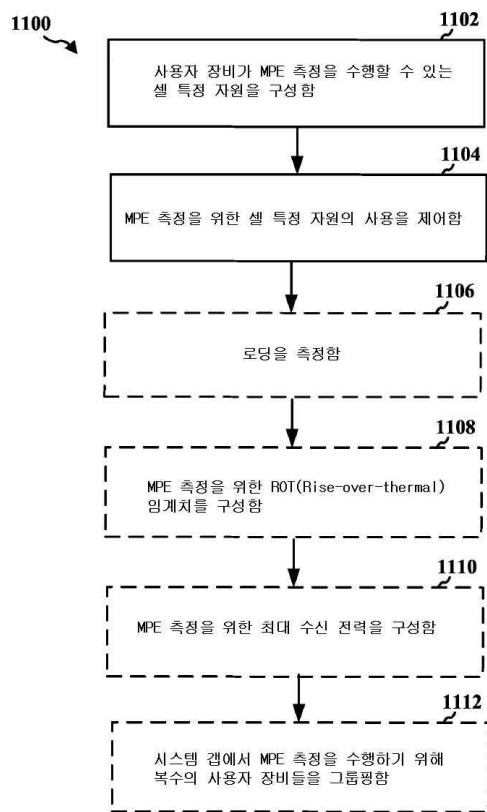 1100
1102
사용자 장비가 MPE 측정을 수행할 수 있는
셀 특정 자원을 구성함
1104
MPE 측정을 위한 셀 특정 자원의 사용을 제어함
1106
로딩을 측정함
1108
MPE 측정을 위한 ROT(Rise-over-thermal)
임계치를 구성함
1110
MPE 측정을 위한 최대 수신 전력을 구성함
1112
시스템 갭에서 MPE 측정을 수행하기 위해
복수의 사용자 장비들을 그룹핑함